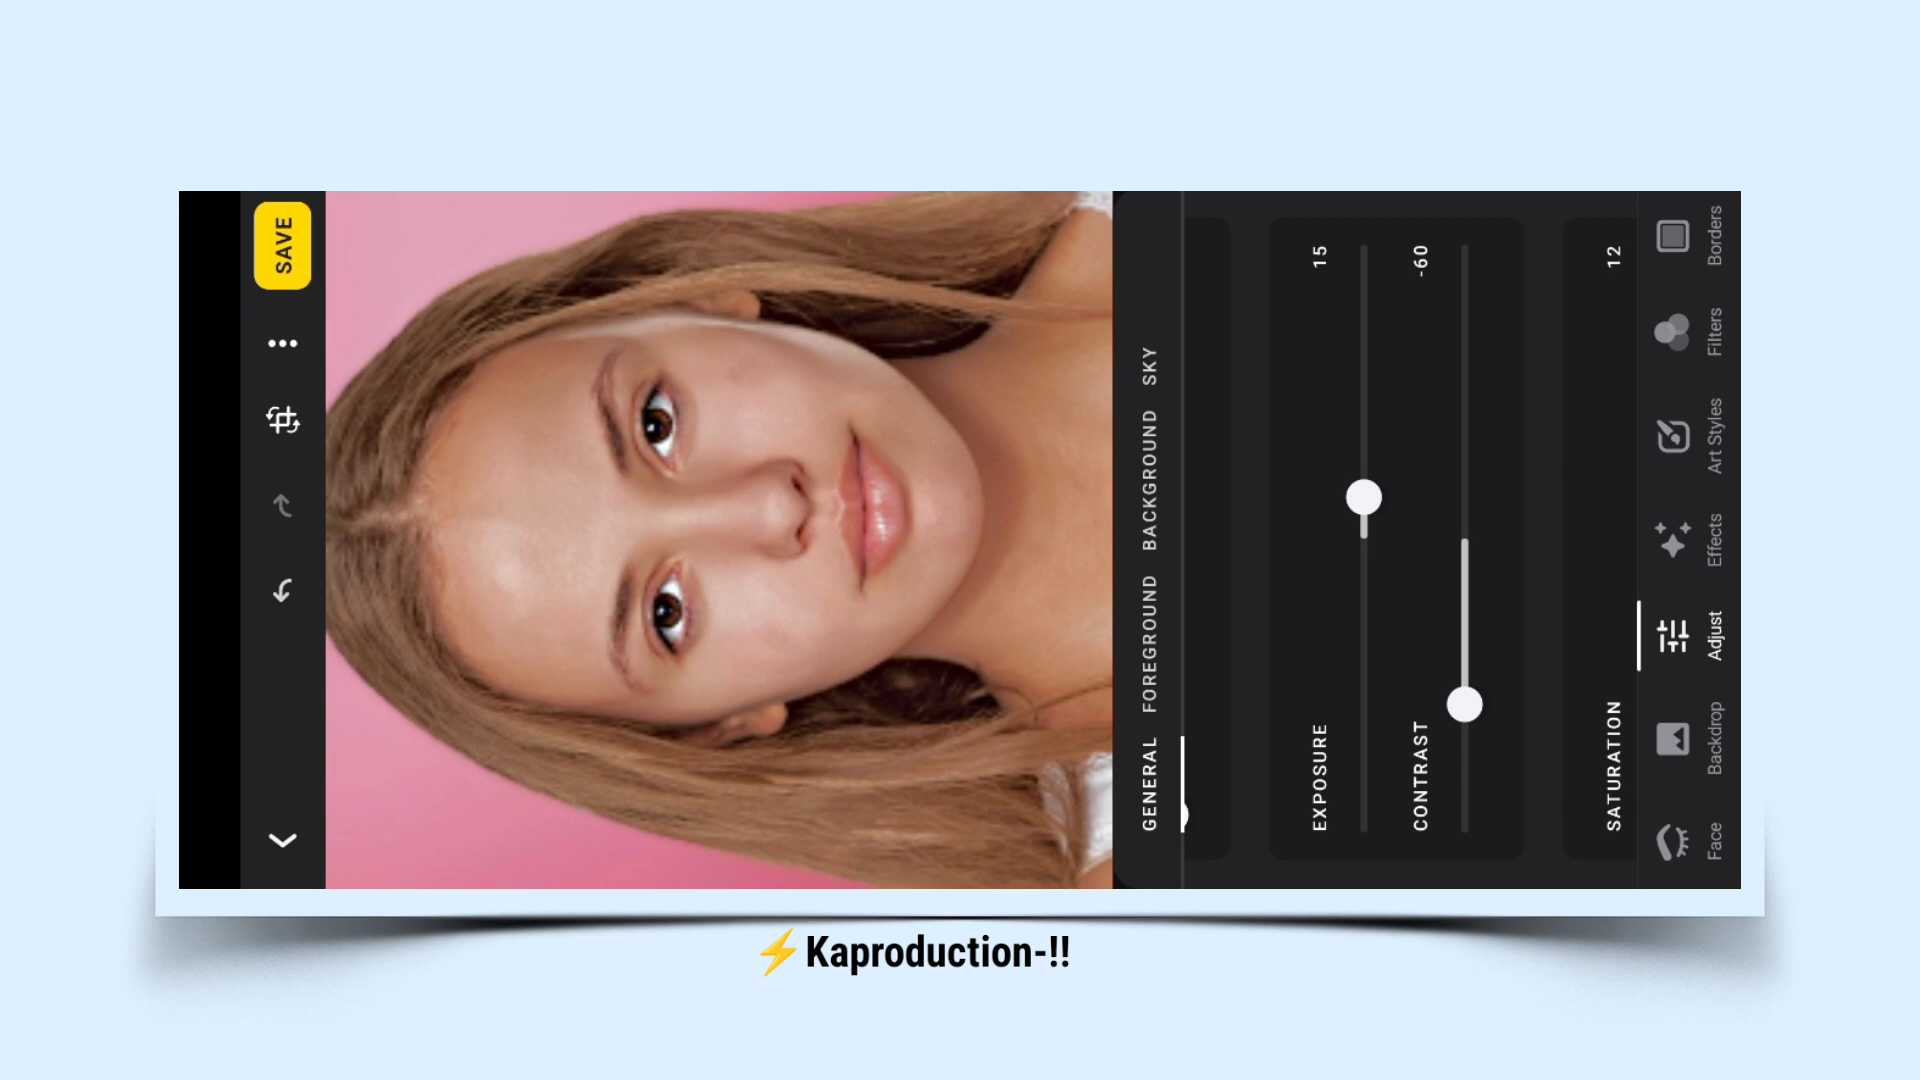 SAVE
GENERAL FOREGROUND BACKGROUND SKY
EXPOSURE 15
CONTRAST -60
SATURATION 12
Face Backdrop Adjust Effects Art Styles Filters Borders
⚡Kaproduction-!!